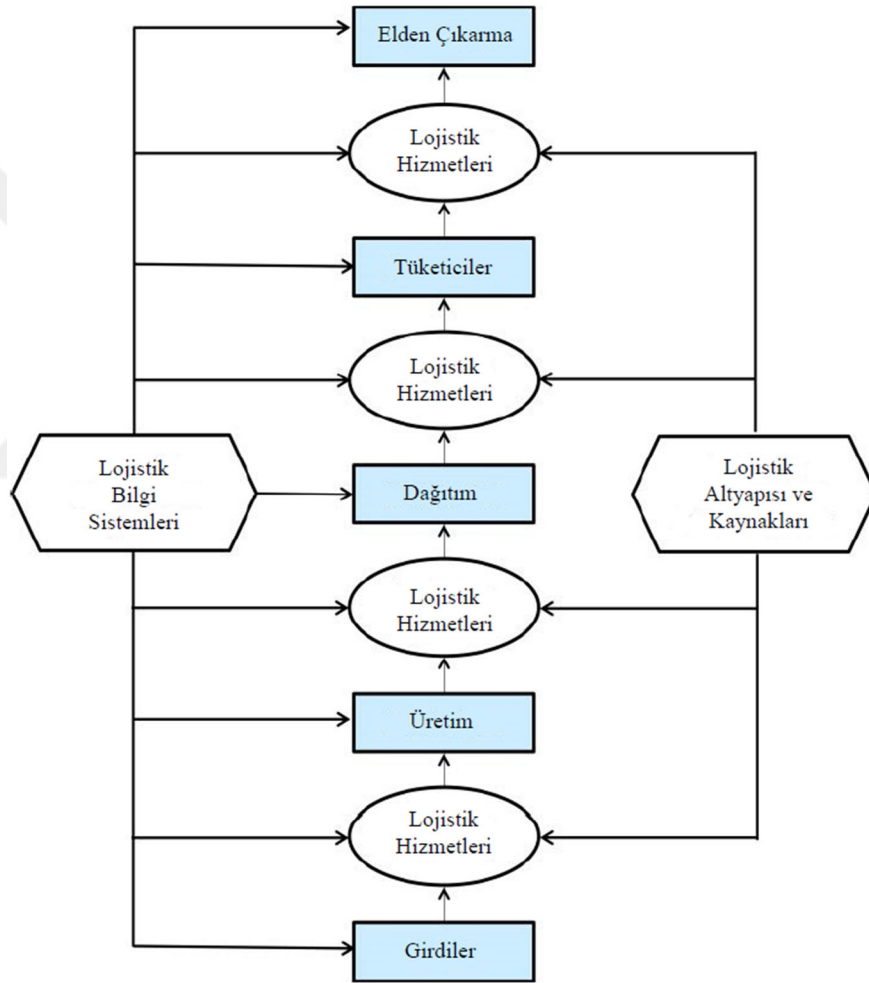 Elden Çıkarma
Lojistik
Hizmetleri
Tüketiciler
Lojistik
Hizmetleri
Lojistik
Bilgi
Sistemleri
Dağıtım
Lojistik
Altyapısı ve
Kaynakları
Lojistik
Hizmetleri
Üretim
Lojistik
Hizmetleri
Girdiler